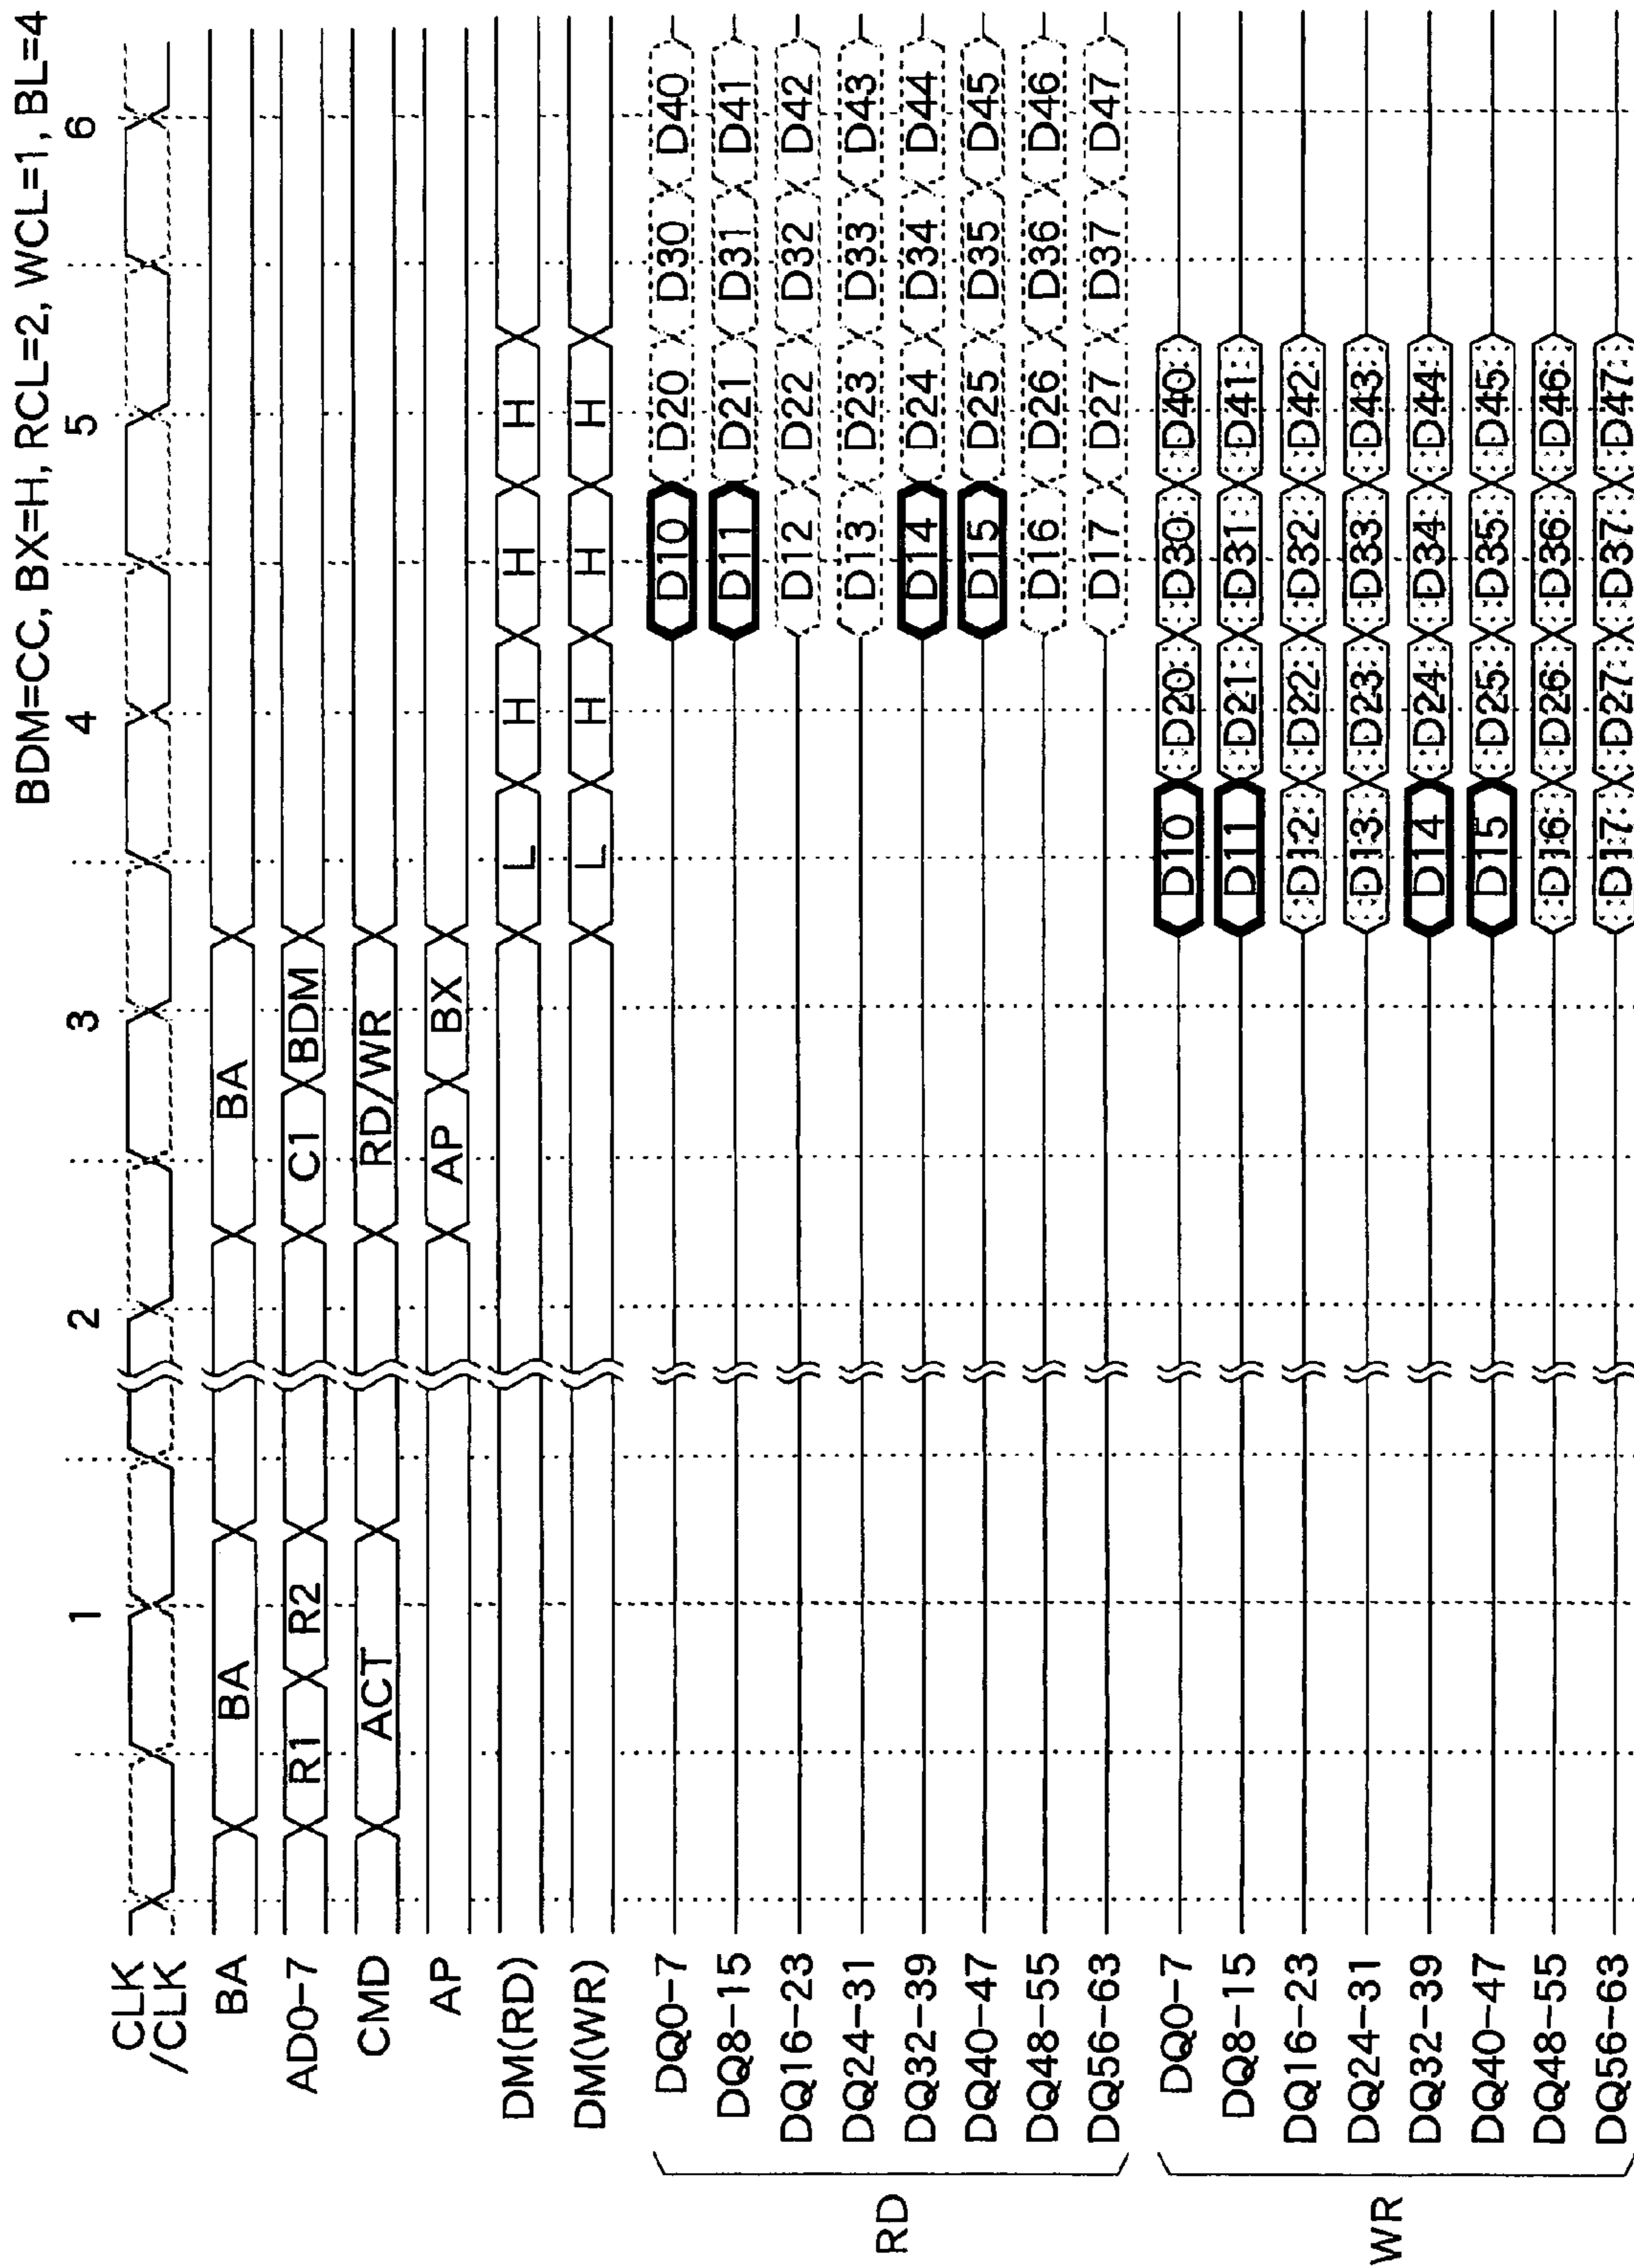 BDM=CC, BX=H, RCL=2, WCL=1, BL=4
1 2 3 4 5 6
CLK
/CLK
BA BA BA
AD0-7 R1 R2 C1 BDM
CMD ACT RD/WR
AP AP BX
DM(RD) L H H H
DM(WR) L H H H
RD
DQ0-7 D10 D20 D30 D40
DQ8-15 D11 D21 D31 D41
DQ16-23 D12 D22 D32 D42
DQ24-31 D13 D23 D33 D43
DQ32-39 D14 D24 D34 D44
DQ40-47 D15 D25 D35 D45
DQ48-55 D16 D26 D36 D46
DQ56-63 D17 D27 D37 D47
WR
DQ0-7 D10 D20 D30 D40
DQ8-15 D11 D21 D31 D41
DQ16-23 D12 D22 D32 D42
DQ24-31 D13 D23 D33 D43
DQ32-39 D14 D24 D34 D44
DQ40-47 D15 D25 D35 D45
DQ48-55 D16 D26 D36 D46
DQ56-63 D17 D27 D37 D47